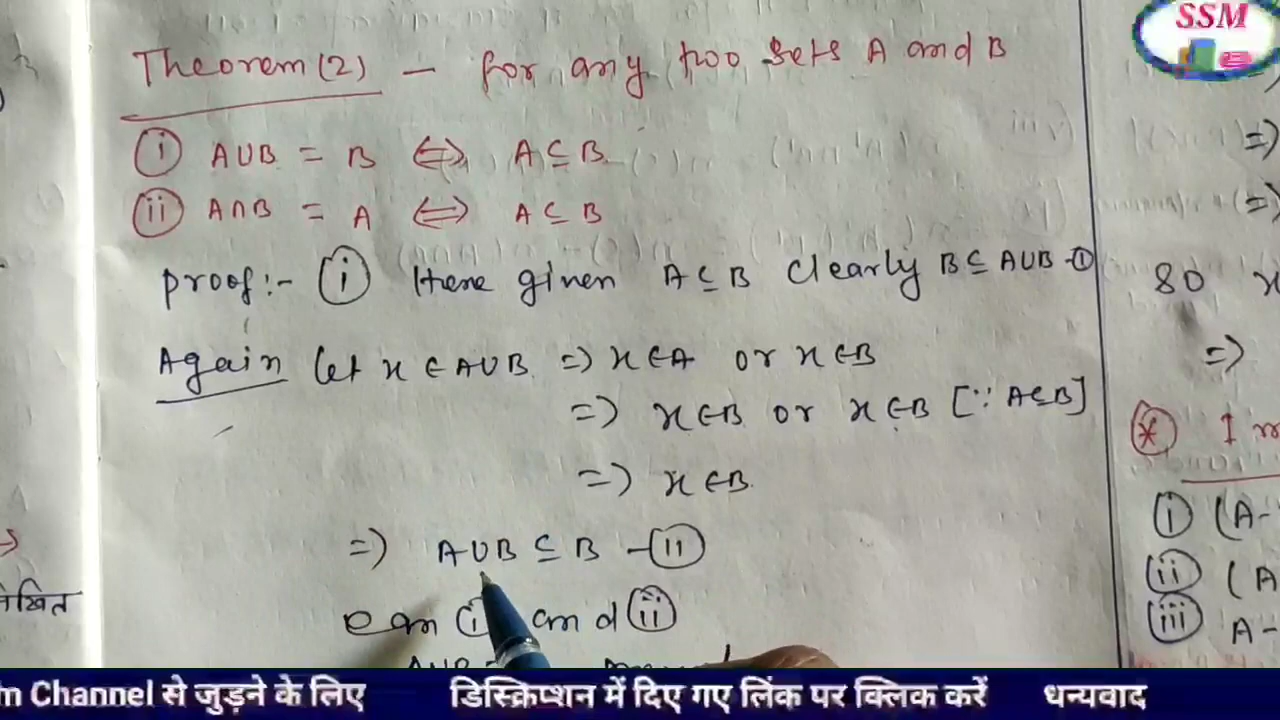 SSM
Theorem (2) - for any two sets A and B
(i) A∪B = B ⇔ A⊆B
(ii) A∩B = A ⇔ A⊆B
proof:- (i) Here given A⊆B clearly B⊆A∪B -(i)
Again let x∈A∪B => x∈A or x∈B
=> x∈B or x∈B [∵ A⊆B]
=> x∈B
=> A∪B⊆B -(ii)
eqn (i) and (ii)
=>
=>
80 x
=>
(i) (A-
(ii) (A
(iii) A-
m Channel से जुड़ने के लिए डिस्क्रिप्शन में दिए गए लिंक पर क्लिक करें धन्यवाद